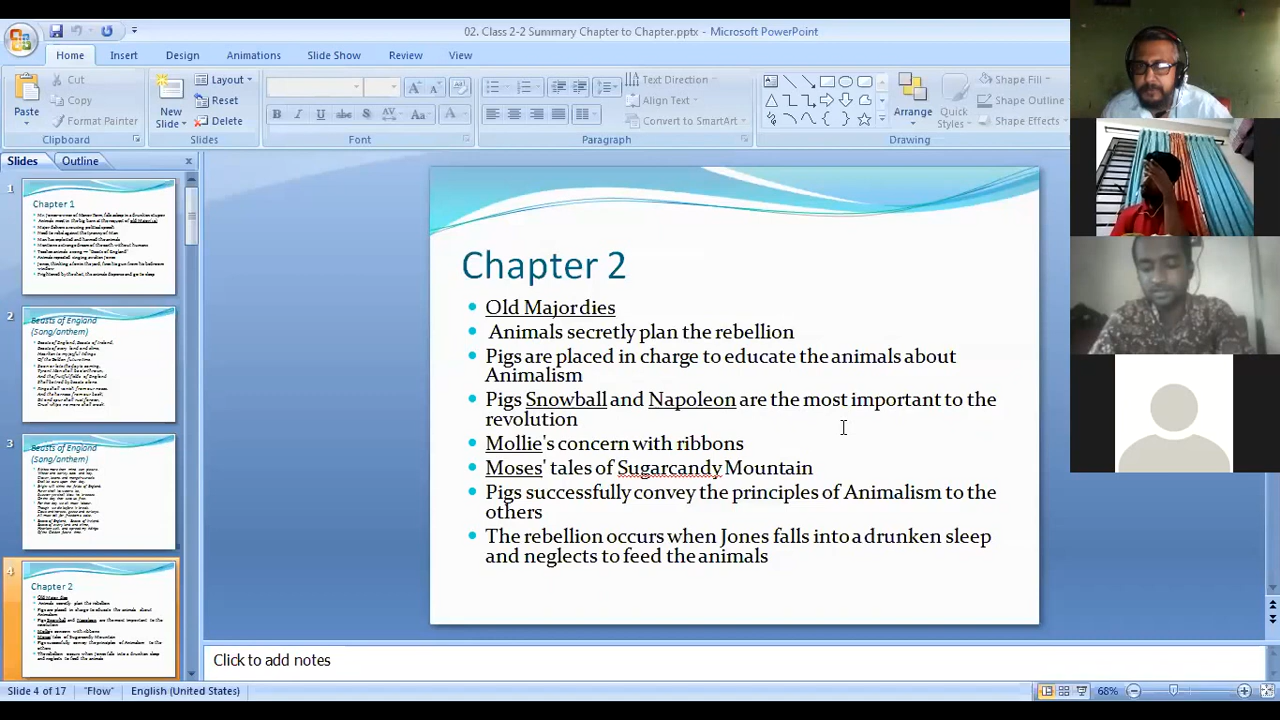 02. Class 2-2 Summary Chapter to Chapter.pptx - Microsoft PowerPoint
Home Insert Design Animations Slide Show Review View
Paste
Cut
Copy
Format Painter
Clipboard
New Slide
Layout
Reset
Delete
Slides
Font
Text Direction
Align Text
Convert to SmartArt
Paragraph
Arrange
Quick Styles
Shape Fill
Shape Outline
Shape Effects
Drawing
Slides Outline
1
Chapter 1
2
Beasts of England
(Song/anthem)
3
Beasts of England
(Song/anthem)
4
Chapter 2
Chapter 2
Old Major dies
Animals secretly plan the rebellion
Pigs are placed in charge to educate the animals about
Animalism
Pigs Snowball and Napoleon are the most important to the
revolution
Mollie's concern with ribbons
Moses' tales of Sugarcandy Mountain
Pigs successfully convey the principles of Animalism to the
others
The rebellion occurs when Jones falls into a drunken sleep
and neglects to feed the animals
Click to add notes
Slide 4 of 17 "Flow" English (United States) 68%